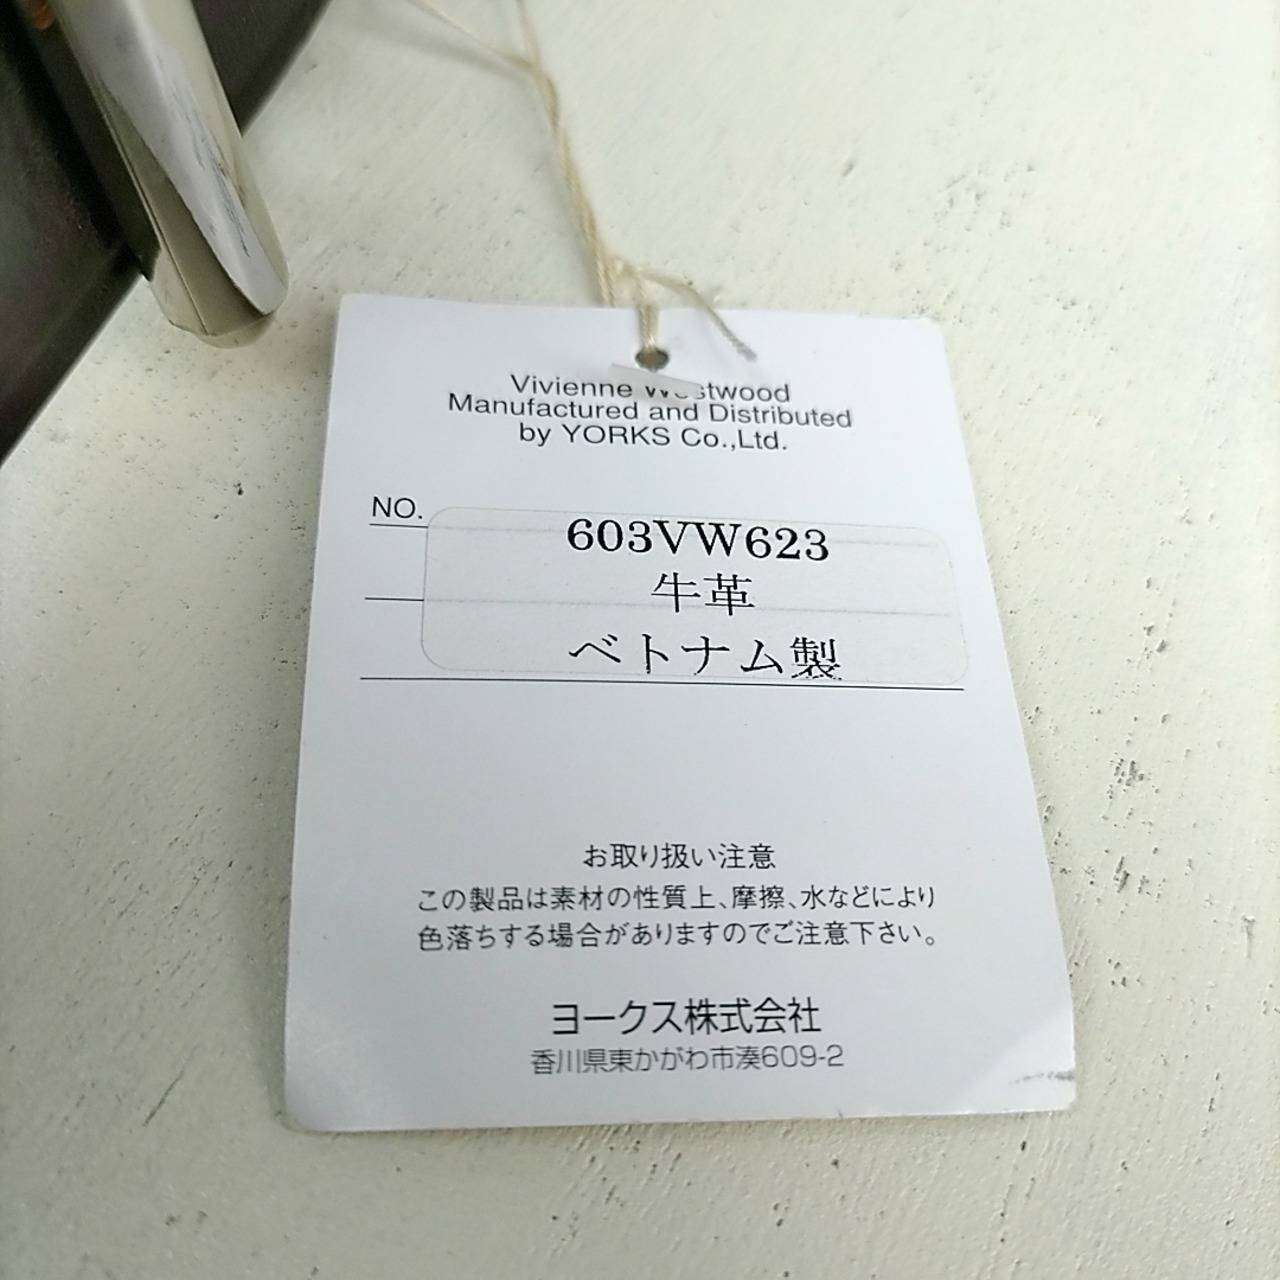 Vivienne Westwood
Manufactured and Distributed
by YORKS Co.,Ltd.
NO.
603VW623
牛革
ベトナム製
お取り扱い注意
この製品は素材の性質上、摩擦、水などにより
色落ちする場合がありますのでご注意下さい。
ヨークス株式会社
香川県東かがわ市湊609-2